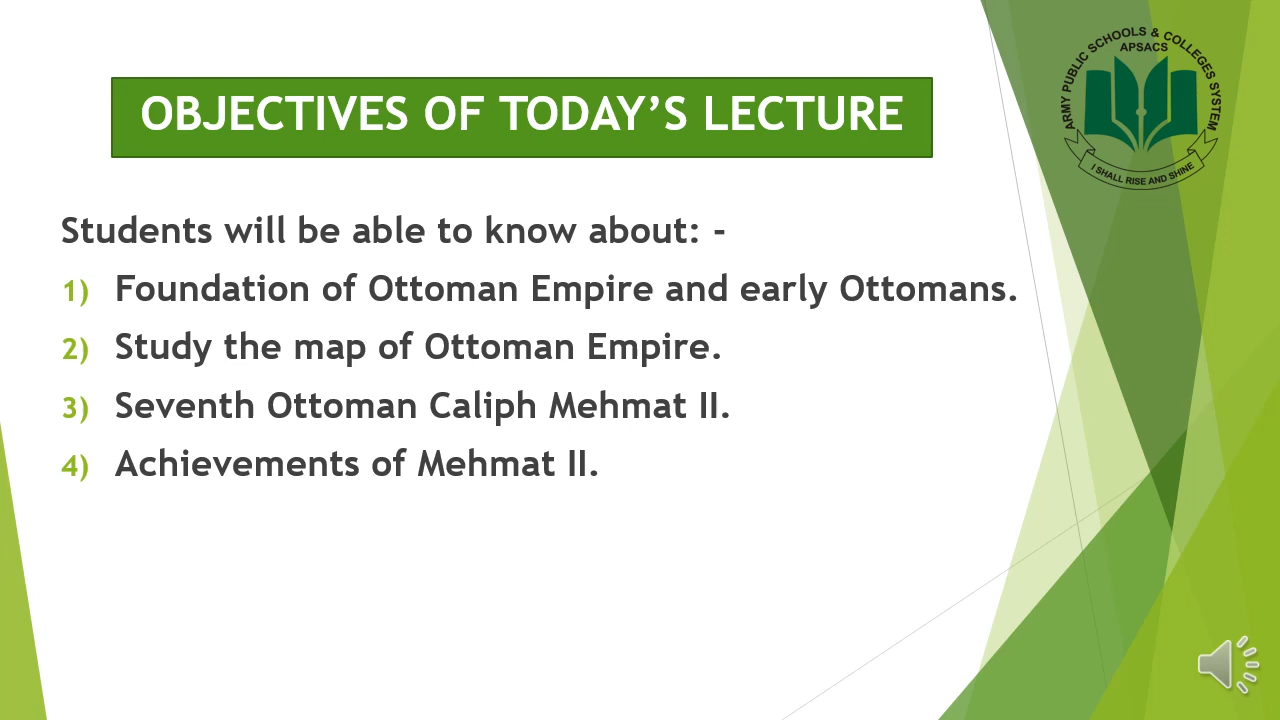 ARMY PUBLIC SCHOOLS & COLLEGES SYSTEM
APSACS
I SHALL RISE AND SHINE
OBJECTIVES OF TODAY’S LECTURE
Students will be able to know about: -
1) Foundation of Ottoman Empire and early Ottomans.
2) Study the map of Ottoman Empire.
3) Seventh Ottoman Caliph Mehmat II.
4) Achievements of Mehmat II.